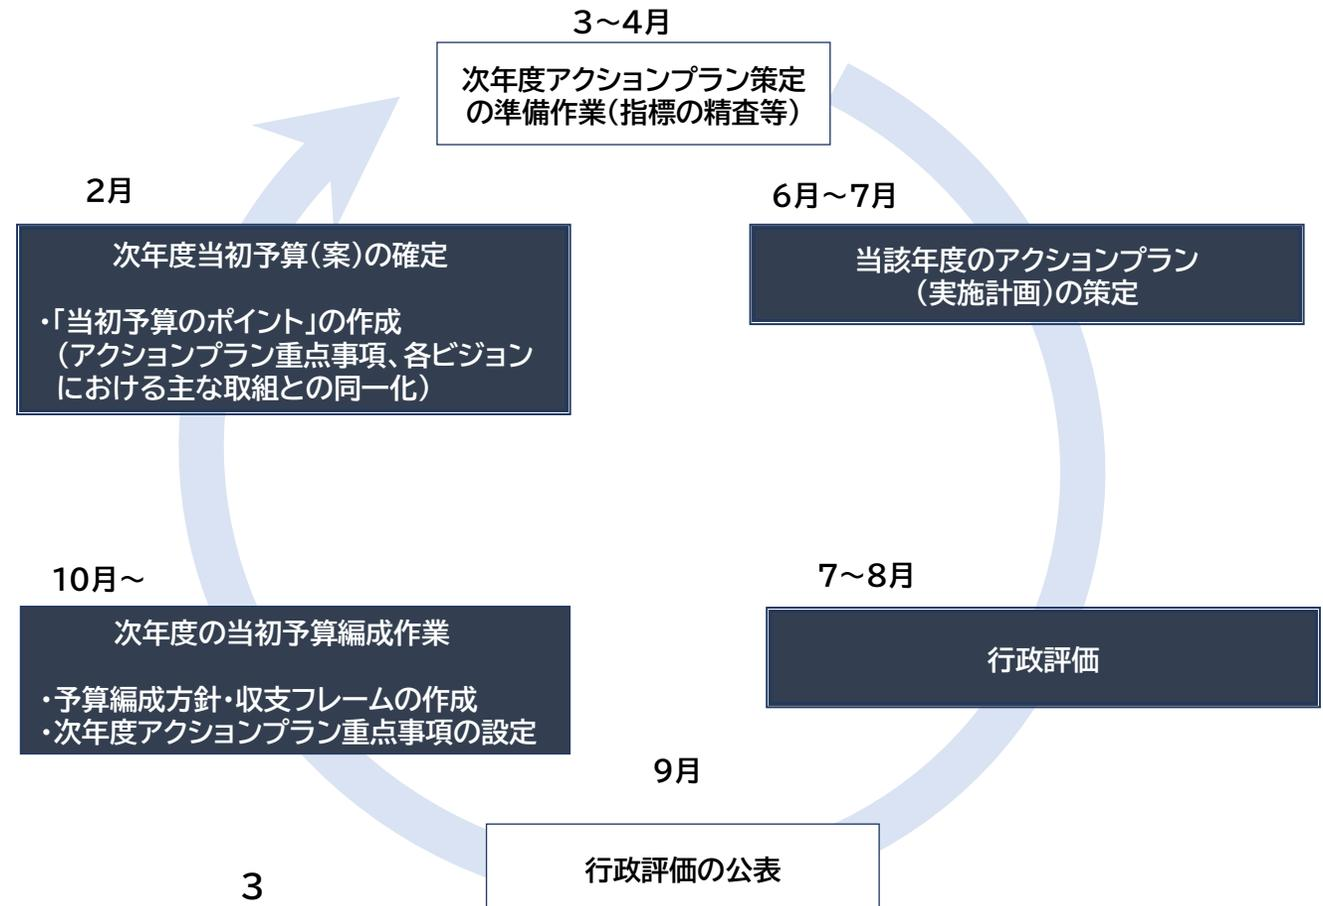 3～4月
次年度アクションプラン策定
の準備作業（指標の精査等）
6月～7月
当該年度のアクションプラン
（実施計画）の策定
7～8月
行政評価
9月
行政評価の公表
10月～
次年度の当初予算編成作業
・予算編成方針・収支フレームの作成
・次年度アクションプラン重点事項の設定
2月
次年度当初予算（案）の確定
・「当初予算のポイント」の作成
（アクションプラン重点事項、各ビジョン
における主な取組との同一化）
3